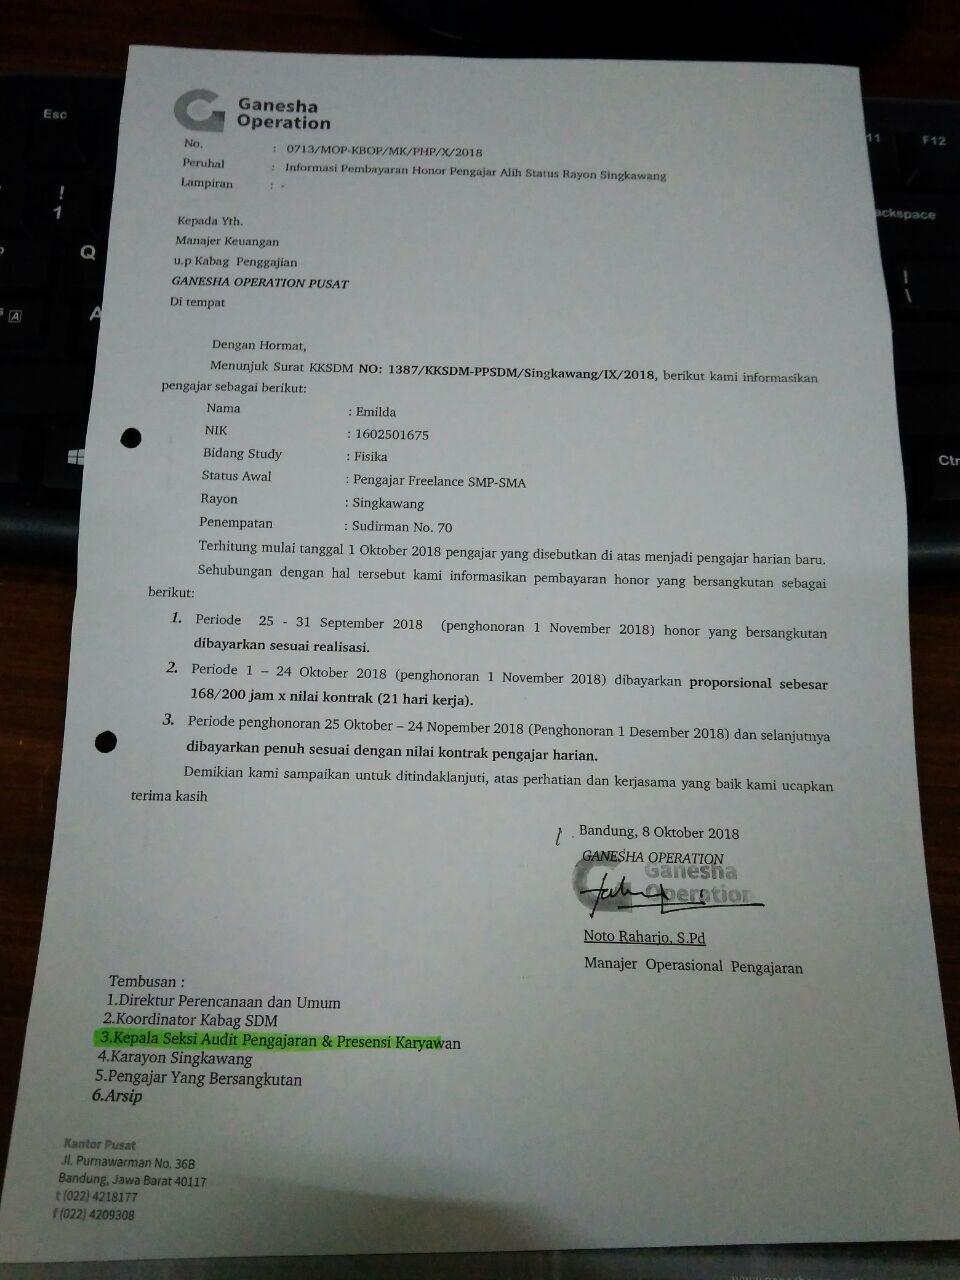 Ganesha
Operation
No. : 0713/MOP-KBOP/MK/PHP/X/2018
Peruhal : Informasi Pembayaran Honor Pengajar Alih Status Rayon Singkawang
Lampiran : -
Kepada Yth.
Manajer Keuangan
u.p Kabag Penggajian
GANESHA OPERATION PUSAT
Di tempat
Dengan Hormat,
Menunjuk Surat KKSDM NO: 1387/KKSDM-PPSDM/Singkawang/IX/2018, berikut kami informasikan
pengajar sebagai berikut:
Nama : Emilda
NIK : 1602501675
Bidang Study : Fisika
Status Awal : Pengajar Freelance SMP-SMA
Rayon : Singkawang
Penempatan : Sudirman No. 70
Terhitung mulai tanggal 1 Oktober 2018 pengajar yang disebutkan di atas menjadi pengajar harian baru.
Sehubungan dengan hal tersebut kami informasikan pembayaran honor yang bersangkutan sebagai
berikut:
1. Periode 25 - 31 September 2018 (penghonoran 1 November 2018) honor yang bersangkutan
dibayarkan sesuai realisasi.
2. Periode 1 – 24 Oktober 2018 (penghonoran 1 November 2018) dibayarkan proporsional sebesar
168/200 jam x nilai kontrak (21 hari kerja).
3. Periode penghonoran 25 Oktober – 24 Nopember 2018 (Penghonoran 1 Desember 2018) dan selanjutnya
dibayarkan penuh sesuai dengan nilai kontrak pengajar harian.
Demikian kami sampaikan untuk ditindaklanjuti, atas perhatian dan kerjasama yang baik kami ucapkan
terima kasih
Bandung, 8 Oktober 2018
GANESHA OPERATION
Ganesha
Operation
Noto Raharjo, S.Pd
Manajer Operasional Pengajaran
Tembusan :
1.Direktur Perencanaan dan Umum
2.Koordinator Kabag SDM
3.Kepala Seksi Audit Pengajaran & Presensi Karyawan
4.Karayon Singkawang
5.Pengajar Yang Bersangkutan
6.Arsip
Kantor Pusat
Jl. Purnawarman No. 36B
Bandung, Jawa Barat 40117
t (022) 4218177
f (022) 4209308
Esc
!
1
Q
A
F12
ackspace
Ctr